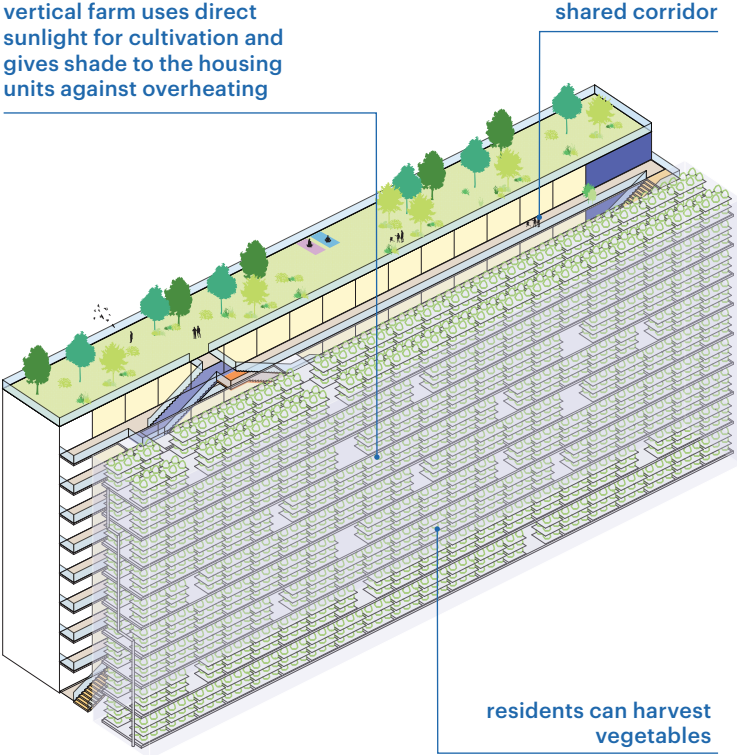 vertical farm uses direct
sunlight for cultivation and
gives shade to the housing
units against overheating
shared corridor
residents can harvest
vegetables